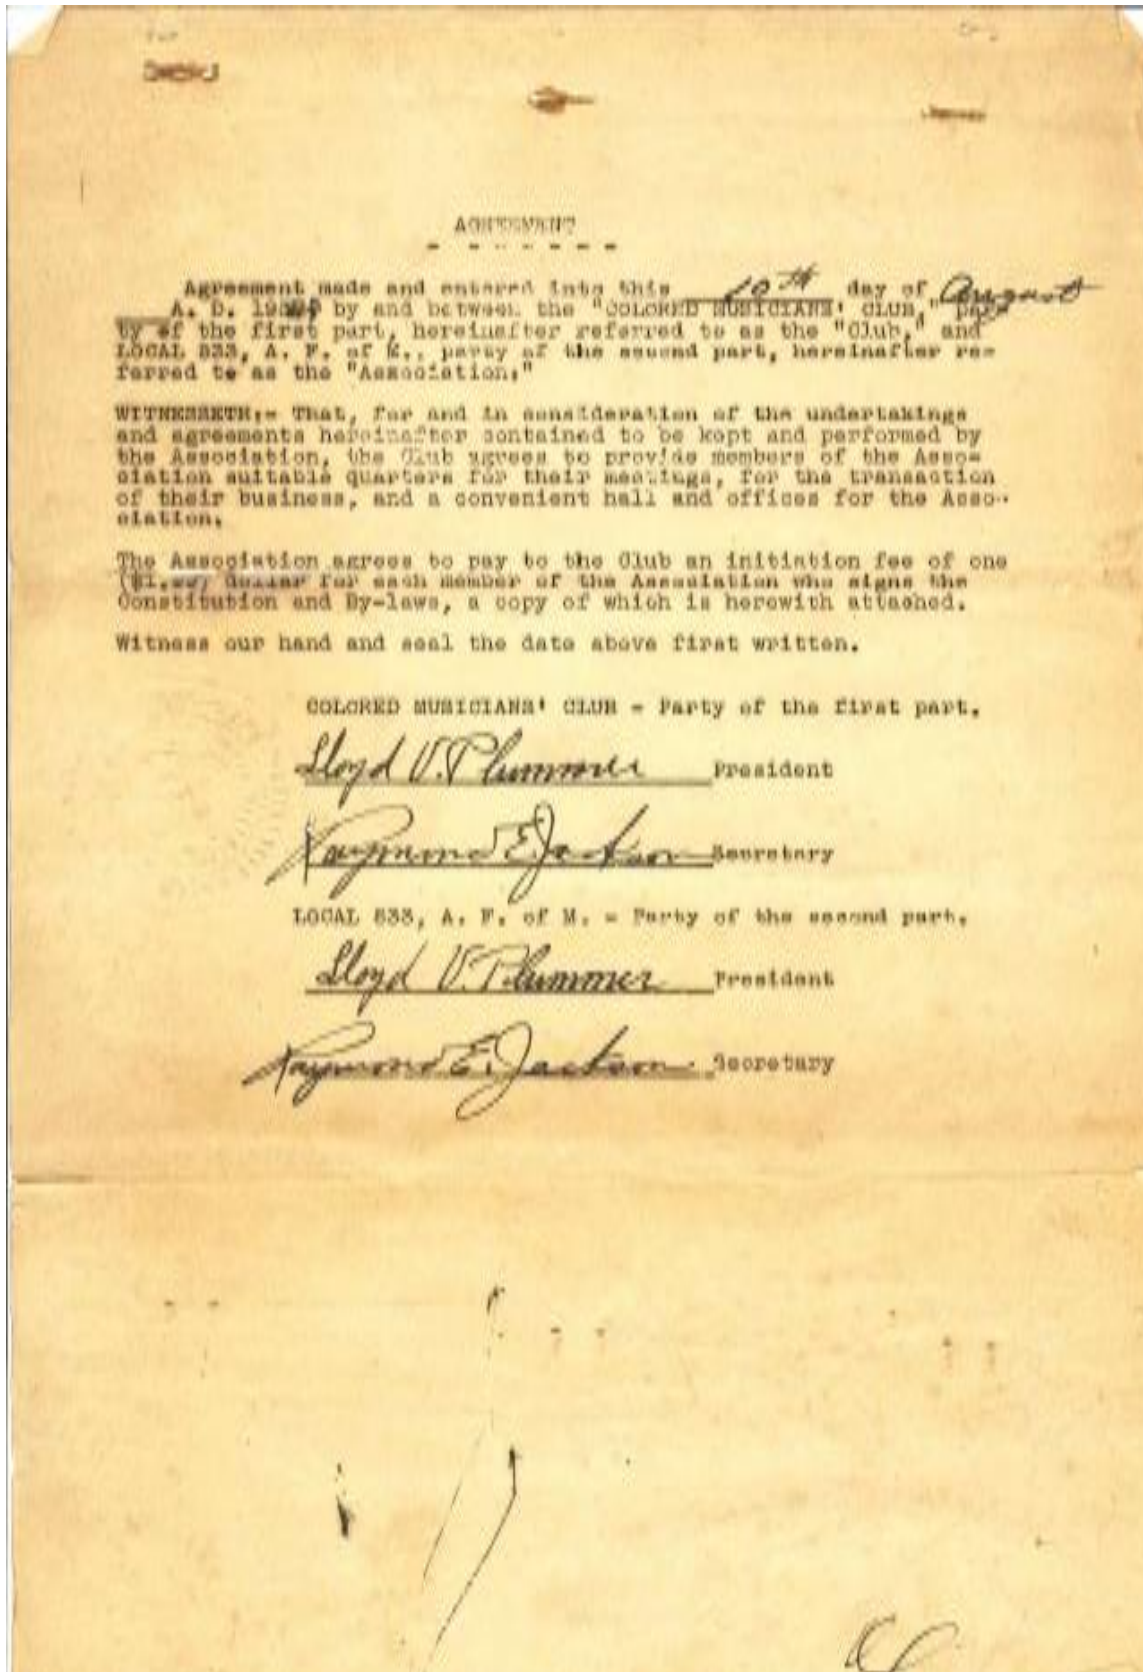 AGREEMENT
Agreement made and entered into this 10th day of August
A. D. 19 by and between the "COLORED MUSICIANS' CLUB," par
ty of the first part, hereinafter referred to as the "Club," and
LOCAL 533, A. F. of M., party of the second part, hereinafter re-
ferred to as the "Association."
WITNESSETH:- That, for and in consideration of the undertakings
and agreements hereinafter contained to be kept and performed by
the Association, the Club agrees to provide members of the Asso-
ciation suitable quarters for their meetings, for the transaction
of their business, and a convenient hall and offices for the Asso-
ciation.
The Association agrees to pay to the Club an initiation fee of one
($1.00) dollar for each member of the Association who signs the
Constitution and By-laws, a copy of which is herewith attached.
Witness our hand and seal the date above first written.
COLORED MUSICIANS' CLUB - Party of the first part.
Lloyd V. Plummer President
Raymond E. Jackson Secretary
LOCAL 533, A. F. of M. - Party of the second part.
Lloyd V. Plummer President
Raymond E. Jackson Secretary